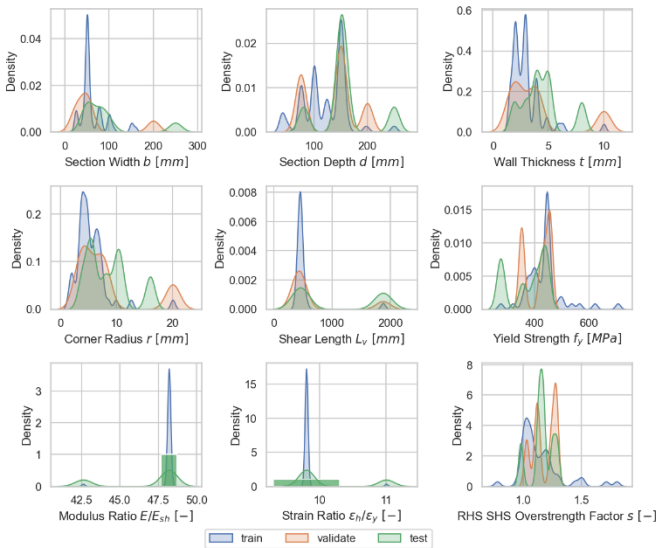 Density
0.04
0.02
0.00
0
100
200
300
Section Width b [mm]
Density
0.02
0.01
0.00
100
200
Section Depth d [mm]
Density
0.6
0.4
0.2
0.0
0
5
10
Wall Thickness t [mm]
Density
0.2
0.1
0.0
0
10
20
Corner Radius r [mm]
Density
0.008
0.006
0.004
0.002
0.000
0
1000
2000
Shear Length Lv [mm]
Density
0.015
0.010
0.005
0.000
400
600
Yield Strength fy [MPa]
Density
3
2
1
0
42.5
45.0
47.5
50.0
Modulus Ratio E/Esh [−]
Density
15
10
5
0
10
11
Strain Ratio εh/εy [−]
Density
8
6
4
2
0
1.0
1.5
RHS SHS Overstrength Factor s [−]
train
validate
test